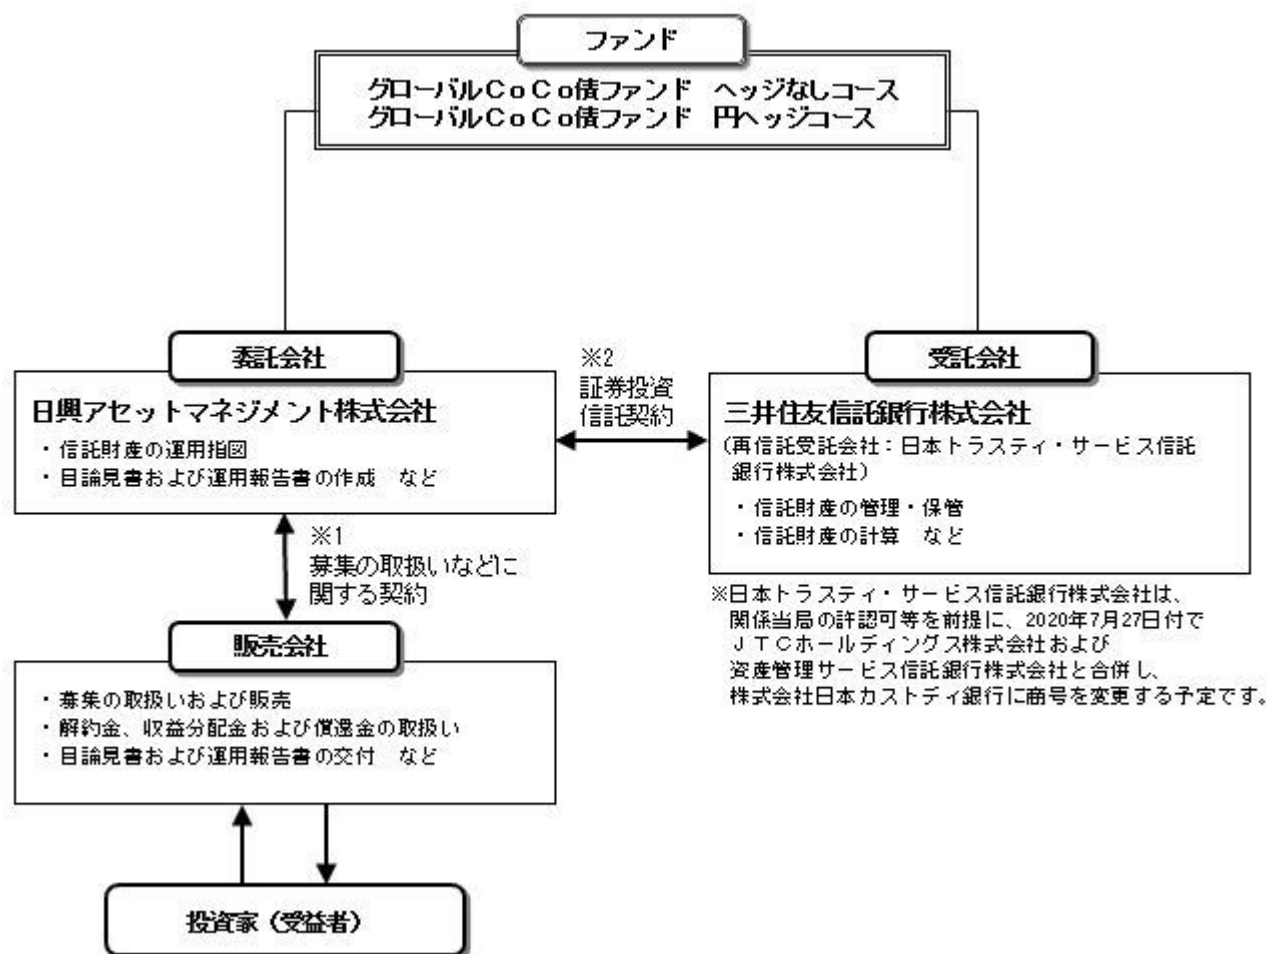 ファンド
グローバルCoCo債ファンド　ヘッジなしコース
グローバルCoCo債ファンド　円ヘッジコース
委託会社
日興アセットマネジメント株式会社
・信託財産の運用指図
・目論見書および運用報告書の作成　など
※2
証券投資
信託契約
受託会社
三井住友信託銀行株式会社
（再信託受託会社：日本トラスティ・サービス信託
銀行株式会社）
・信託財産の管理・保管
・信託財産の計算　など
※1
募集の取扱いなどに
関する契約
※日本トラスティ・サービス信託銀行株式会社は、
関係当局の許認可等を前提に、2020年7月27日付で
ＪＴＣホールディングス株式会社および
資産管理サービス信託銀行株式会社と合併し、
株式会社日本カストディ銀行に商号を変更する予定です。
販売会社
・募集の取扱いおよび販売
・解約金、収益分配金および償還金の取扱い
・目論見書および運用報告書の交付　など
投資家（受益者）